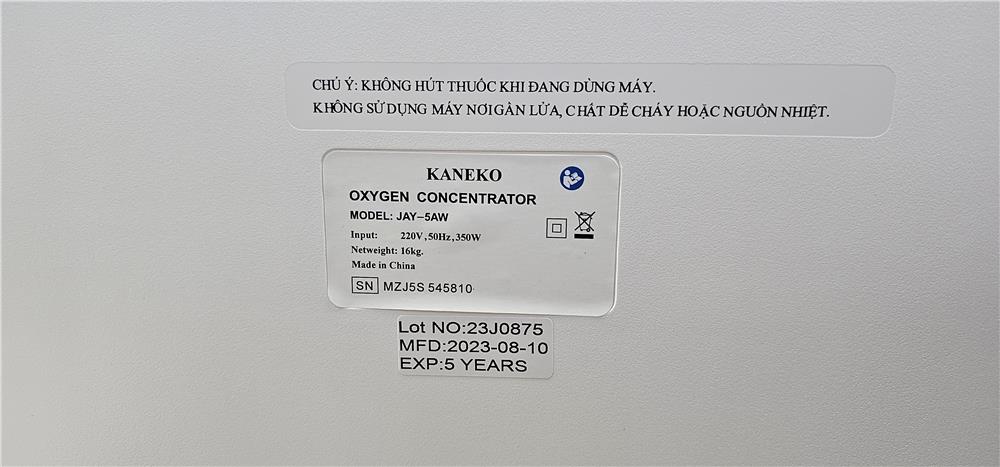 CHÚ Ý: KHÔNG HÚT THUỐC KHI ĐANG DÙNG MÁY.
KHÔNG SỬ DỤNG MÁY NƠI GẦN LỬA, CHẤT DỄ CHÁY HOẶC NGUỒN NHIỆT.
KANEKO
OXYGEN CONCENTRATOR
MODEL: JAY-5AW
Input: 220V,50Hz,350W
Netweight: 16kg.
Made in China
SN MZJ5S 545810
Lot NO:23J0875
MFD:2023-08-10
EXP:5 YEARS